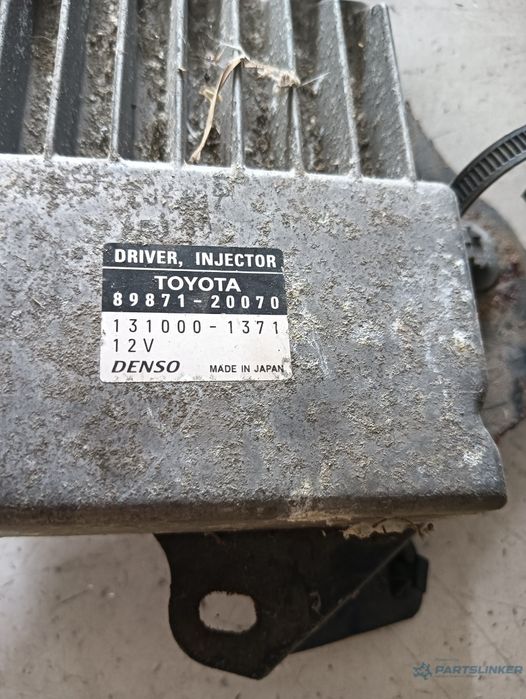 DRIVER, INJECTOR
TOYOTA
89871-20070
131000-1371
12V
DENSO MADE IN JAPAN
PARTSLINKER